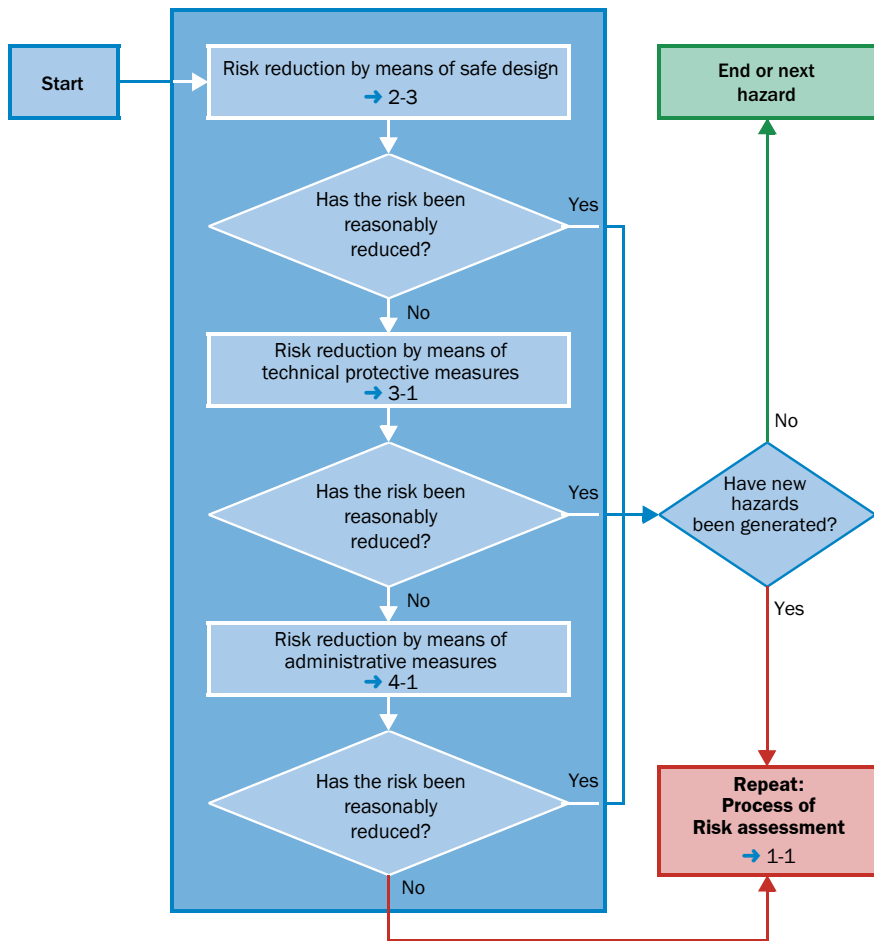 Start
Risk reduction by means of safe design
➜ 2-3
End or next
hazard
Has the risk been
reasonably
reduced?
Yes
No
Risk reduction by means of
technical protective measures
➜ 3-1
Has the risk been
reasonably
reduced?
Yes
No
Have new
hazards
been generated?
No
Yes
Risk reduction by means of
administrative measures
➜ 4-1
Has the risk been
reasonably
reduced?
Yes
No
Repeat:
Process of
Risk assessment
➜ 1-1